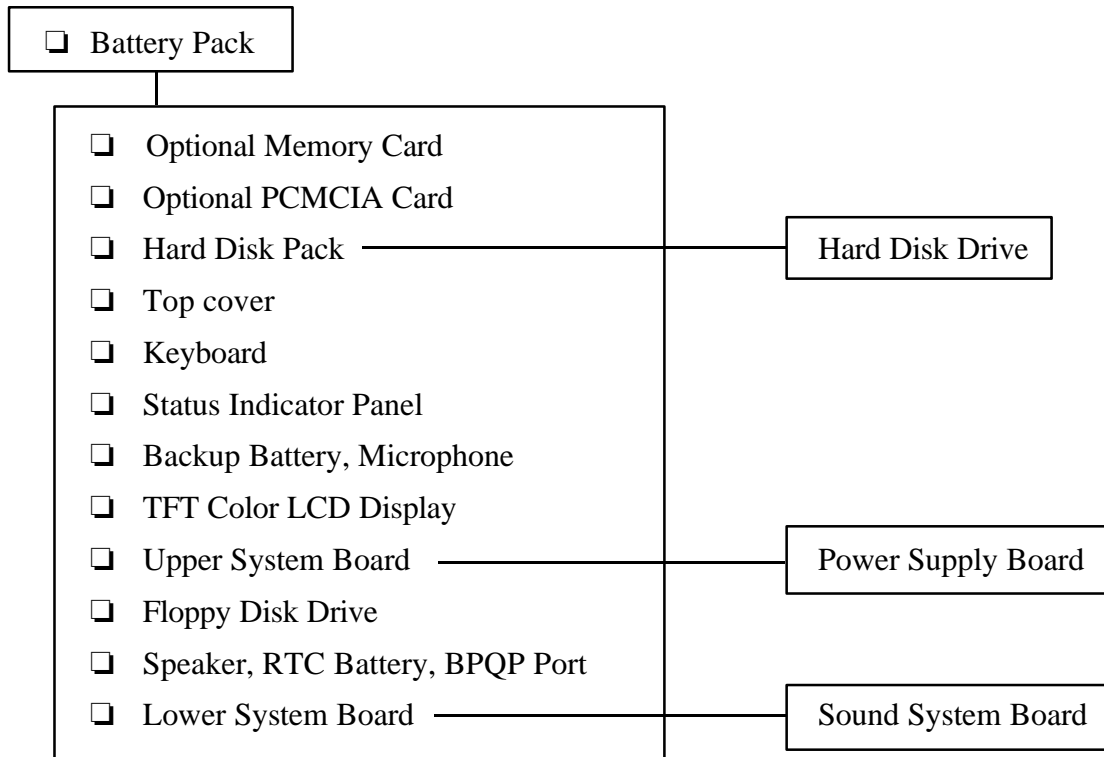 ❏ Battery Pack
❏ Optional Memory Card
❏ Optional PCMCIA Card
❏ Hard Disk Pack
Hard Disk Drive
❏ Top cover
❏ Keyboard
❏ Status Indicator Panel
❏ Backup Battery, Microphone
❏ TFT Color LCD Display
❏ Upper System Board
Power Supply Board
❏ Floppy Disk Drive
❏ Speaker, RTC Battery, BPQP Port
❏ Lower System Board
Sound System Board